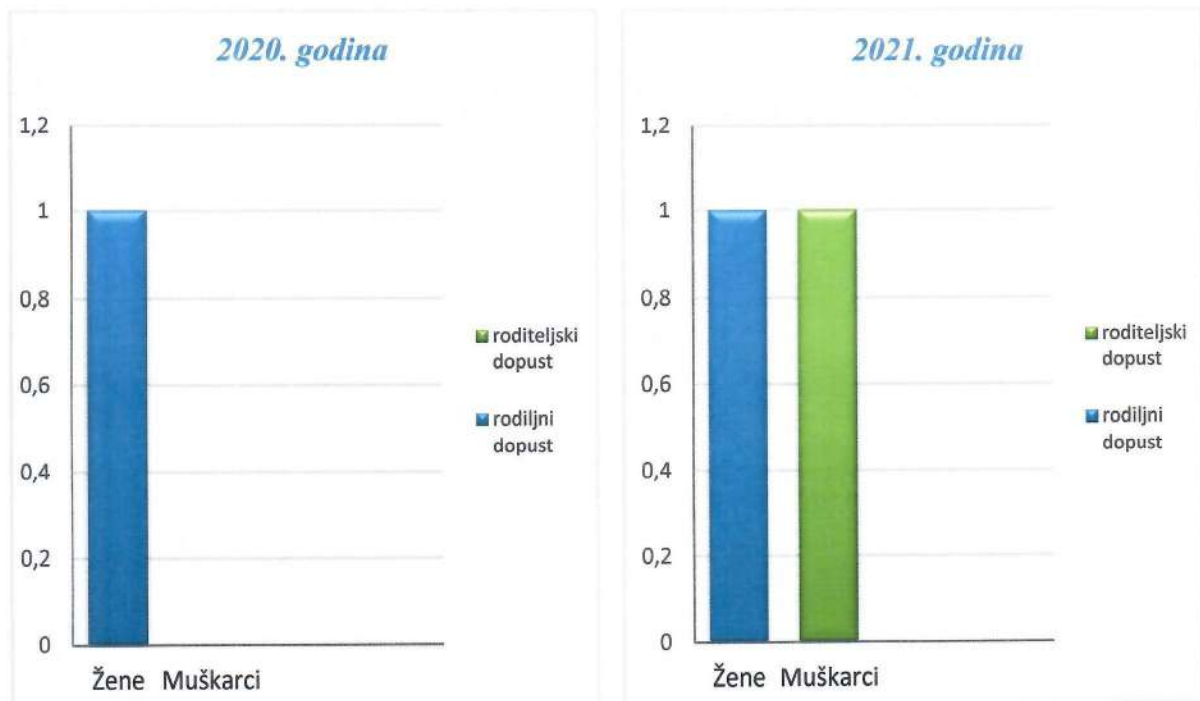 2020. godina
1,2
1
0,8
0,6
0,4
0,2
0
Žene Muškarci
roditeljski
dopust
rodiljni
dopust
2021. godina
1,2
1
0,8
0,6
0,4
0,2
0
Žene Muškarci
roditeljski
dopust
rodiljni
dopust